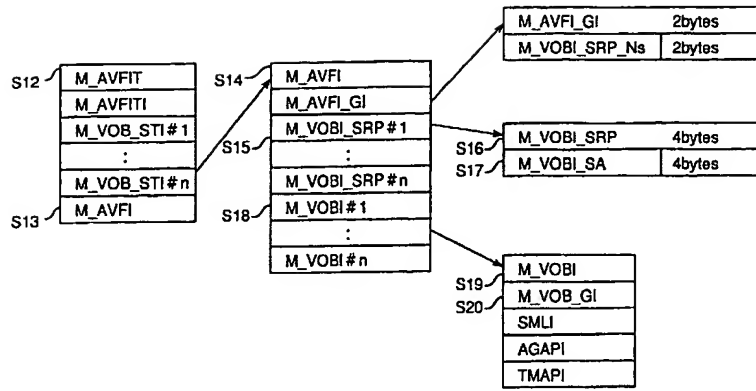 S12
M_AVFIT
M_AVFITI
M_VOB_STI#1
:
M_VOB_STI#n
S13
M_AVFI
S14
M_AVFI
M_AVFI_GI
M_VOBI_SRP#1
S15
:
M_VOBI_SRP#n
S18
M_VOBI#1
:
M_VOBI#n
M_AVFI_GI 2bytes
M_VOBI_SRP_Ns 2bytes
M_VOBI_SRP 4bytes
S16
S17
M_VOBI_SA 4bytes
M_VOBI
S19
M_VOB_GI
S20
SMLI
AGAPI
TMAPI